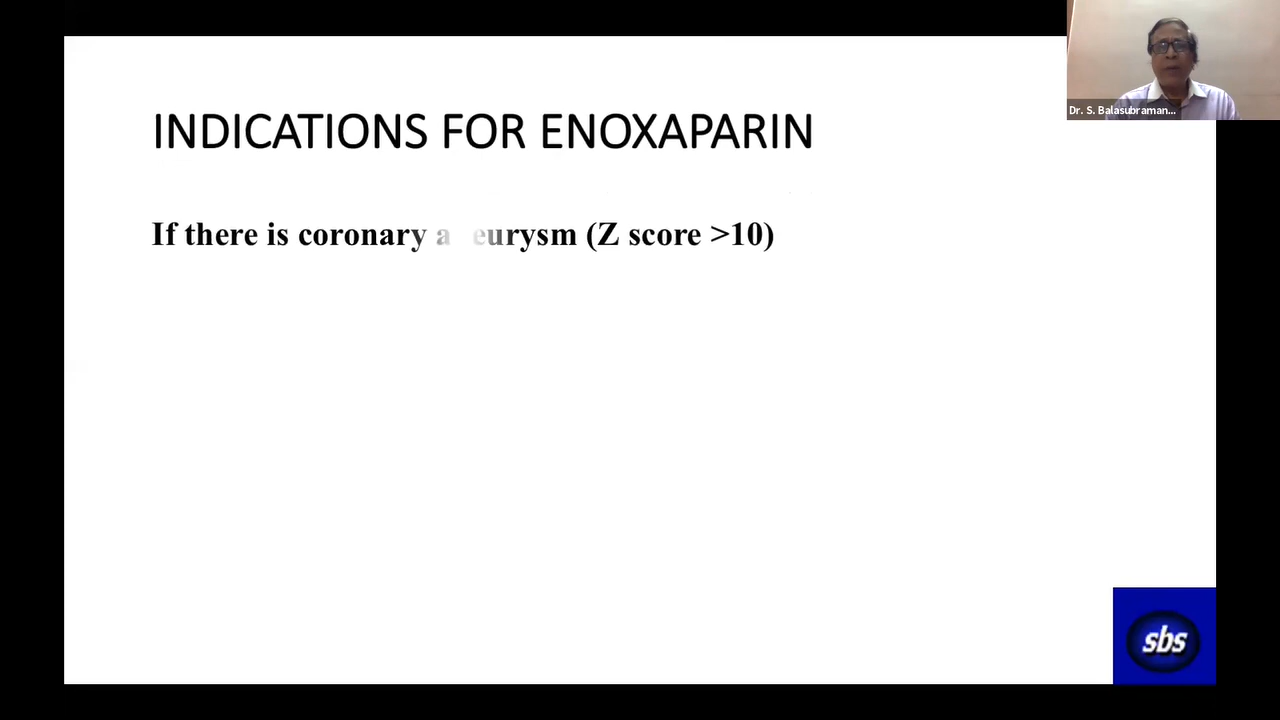 Dr. S. Balasubraman...
INDICATIONS FOR ENOXAPARIN
If there is coronary a eurysm (Z score >10)
sbs